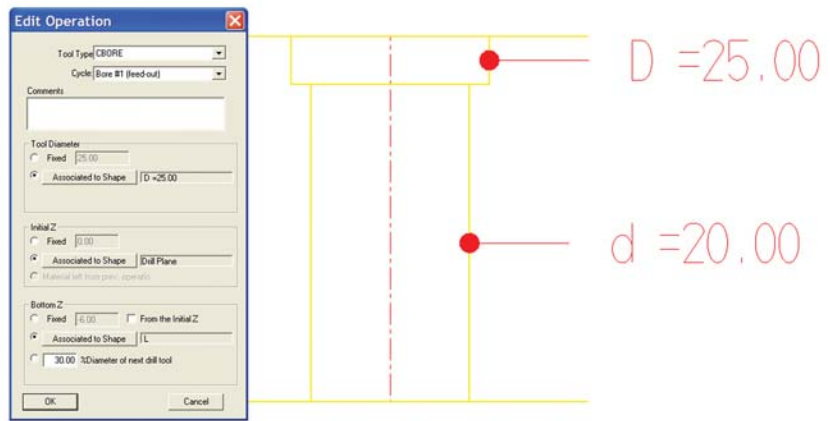 Edit Operation
Tool Type CBORE
Cycle: Bore #1 (feed-out)
Comments
Tool Diameter
Fixed 25.00
Associated to Shape D =25.00
Initial Z
Fixed 0.00
Associated to Shape Drill Plane
Material left from prev. operatio
Bottom Z
Fixed -6.00 From the Initial Z
Associated to Shape L
30.00 %Diameter of next drill tool
OK Cancel
D =25.00
d =20.00